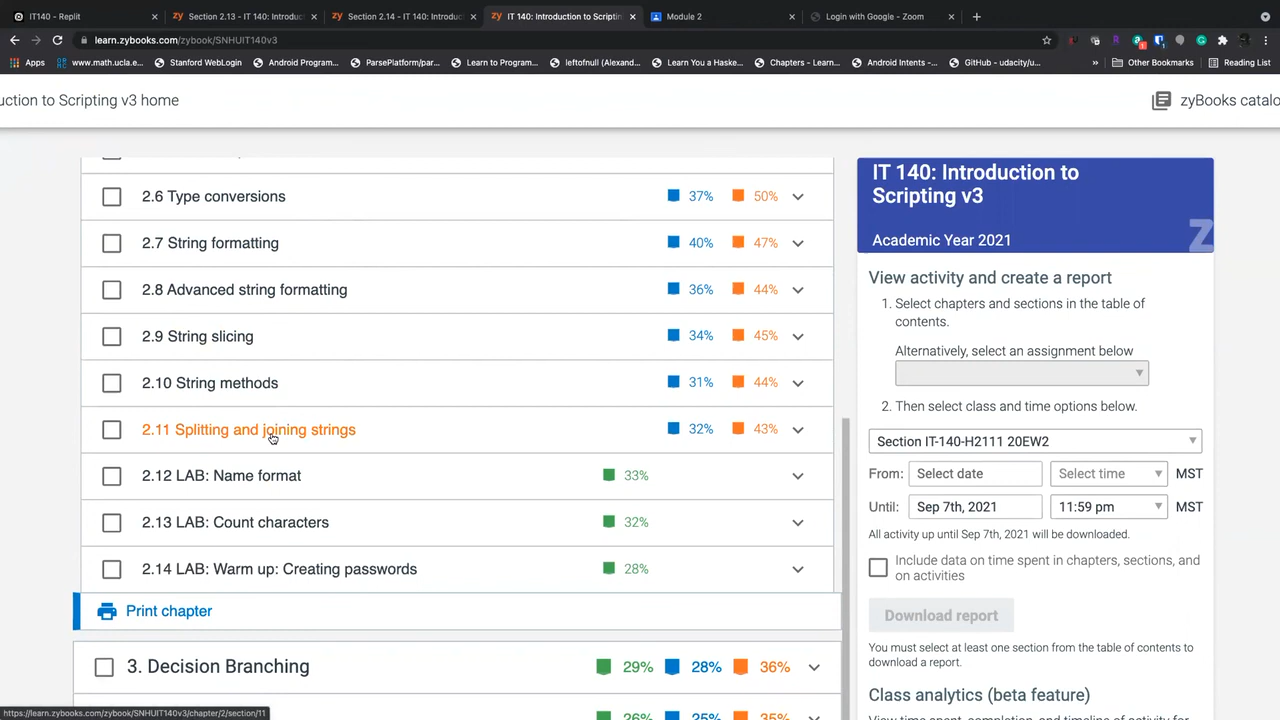 IT140 - Replit
Section 2.13 - IT 140: Introduc
Section 2.14 - IT 140: Introduc
IT 140: Introduction to Scriptin
Module 2
Login with Google - Zoom
learn.zybooks.com/zybook/SNHUIT140v3
Apps
www.math.ucla.e...
Stanford WebLogin
Android Program...
ParsePlatform/par...
Learn to Program...
leftofnull (Alexand...
Learn You a Haske...
Chapters - Learn...
Android Intents -...
GitHub - udacity/u...
Other Bookmarks
Reading List
uction to Scripting v3 home
zyBooks catalo
2.6 Type conversions 37% 50%
2.7 String formatting 40% 47%
2.8 Advanced string formatting 36% 44%
2.9 String slicing 34% 45%
2.10 String methods 31% 44%
2.11 Splitting and joining strings 32% 43%
2.12 LAB: Name format 33%
2.13 LAB: Count characters 32%
2.14 LAB: Warm up: Creating passwords 28%
Print chapter
3. Decision Branching 29% 28% 36%
26% 25% 35%
https://learn.zybooks.com/zybook/SNHUIT140v3/chapter/2/section/11
IT 140: Introduction to
Scripting v3
Academic Year 2021
View activity and create a report
1. Select chapters and sections in the table of
contents.
Alternatively, select an assignment below
2. Then select class and time options below.
Section IT-140-H2111 20EW2
From: Select date Select time MST
Until: Sep 7th, 2021 11:59 pm MST
All activity up until Sep 7th, 2021 will be downloaded.
Include data on time spent in chapters, sections, and
on activities
Download report
You must select at least one section from the table of contents to
download a report.
Class analytics (beta feature)
View time spent, completion, and timeline of activity for